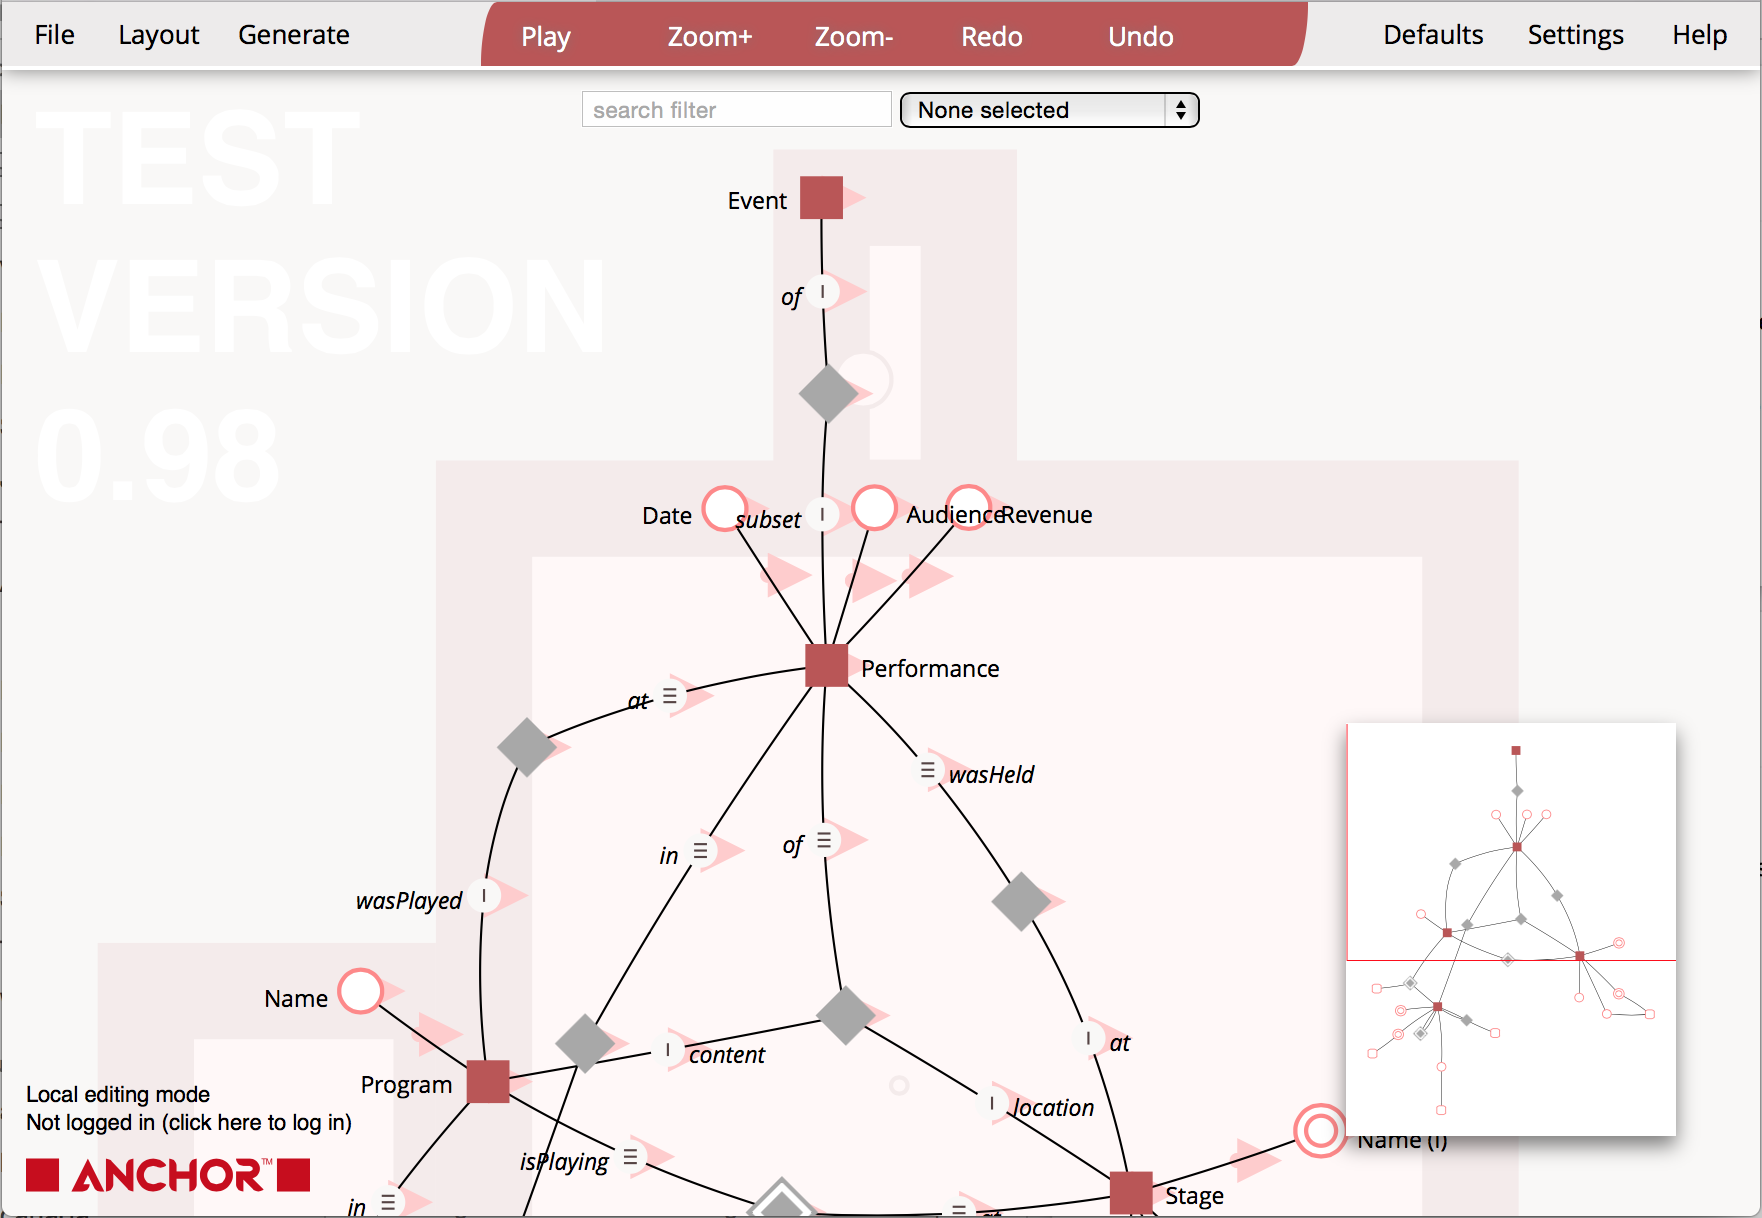 File Layout Generate Play Zoom+ Zoom- Redo Undo Defaults Settings Help
search filter None selected
TEST
VERSION
0.98
Event
of
Date subset Audience Revenue
Performance
at
wasHeld
in of
wasPlayed
Name
at
content
Program
location
Name (I)
isPlaying
Stage
in
at
Local editing mode
Not logged in (click here to log in)
ANCHOR™